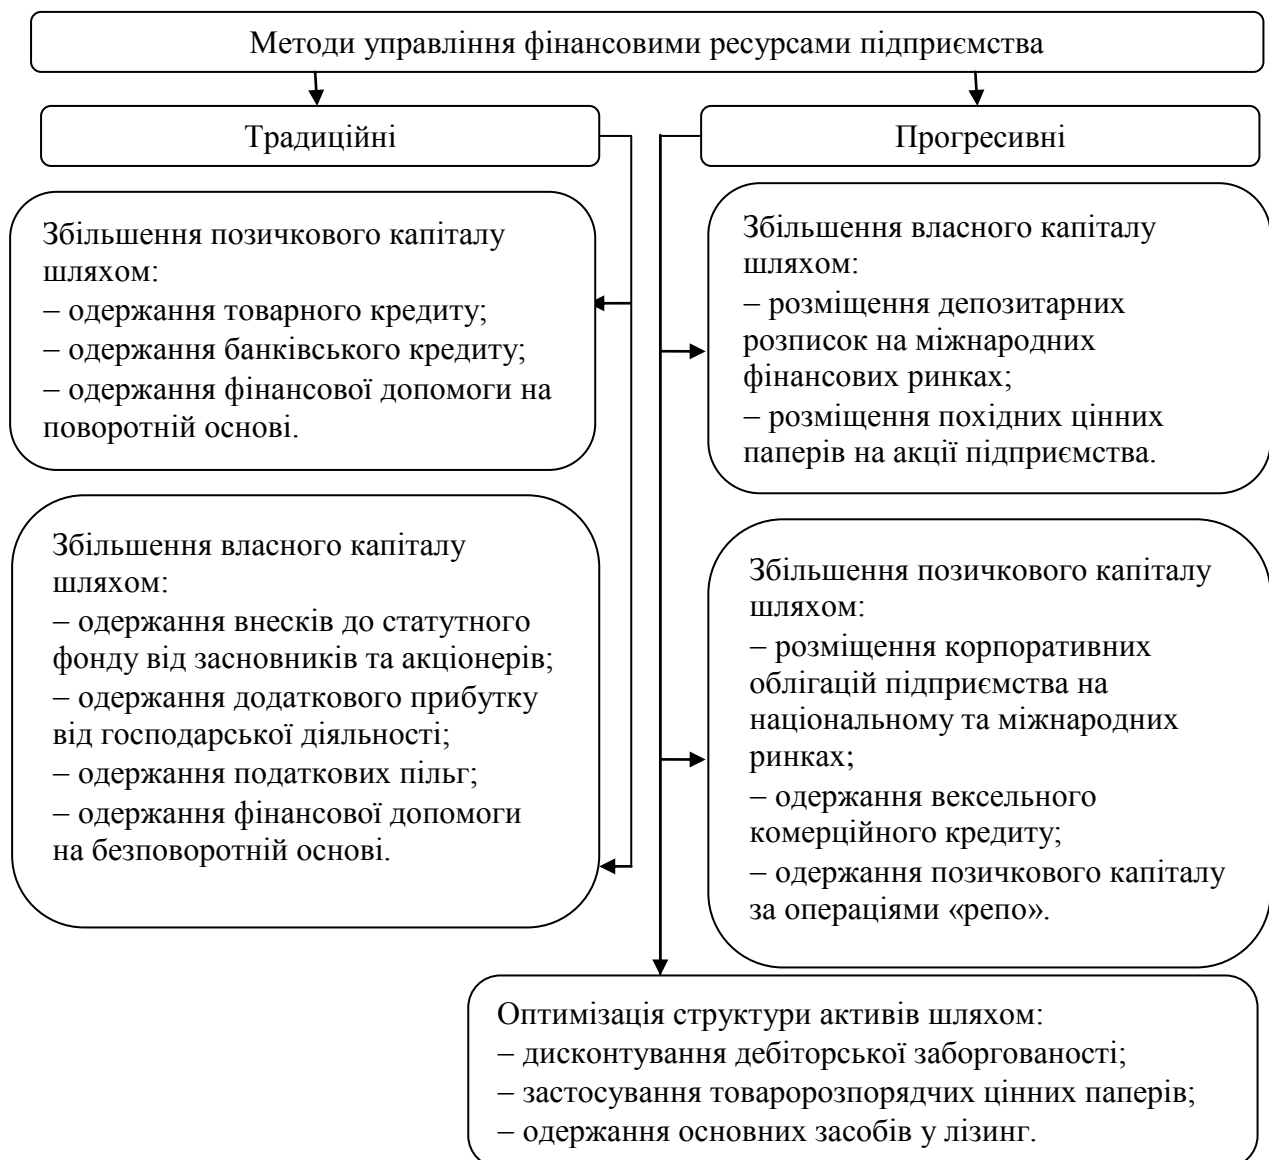 Методи управління фінансовими ресурсами підприємства
Традиційні
Прогресивні
Збільшення позичкового капіталу
шляхом:
– одержання товарного кредиту;
– одержання банківського кредиту;
– одержання фінансової допомоги на
поворотній основі.
Збільшення власного капіталу
шляхом:
– одержання внесків до статутного
фонду від засновників та акціонерів;
– одержання додаткового прибутку
від господарської діяльності;
– одержання податкових пільг;
– одержання фінансової допомоги
на безповоротній основі.
Збільшення власного капіталу
шляхом:
– розміщення депозитарних
розписок на міжнародних
фінансових ринках;
– розміщення похідних цінних
паперів на акції підприємства.
Збільшення позичкового капіталу
шляхом:
– розміщення корпоративних
облігацій підприємства на
національному та міжнародних
ринках;
– одержання вексельного
комерційного кредиту;
– одержання позичкового капіталу
за операціями «репо».
Оптимізація структури активів шляхом:
– дисконтування дебіторської заборгованості;
– застосування товаророзпорядчих цінних паперів;
– одержання основних засобів у лізинг.